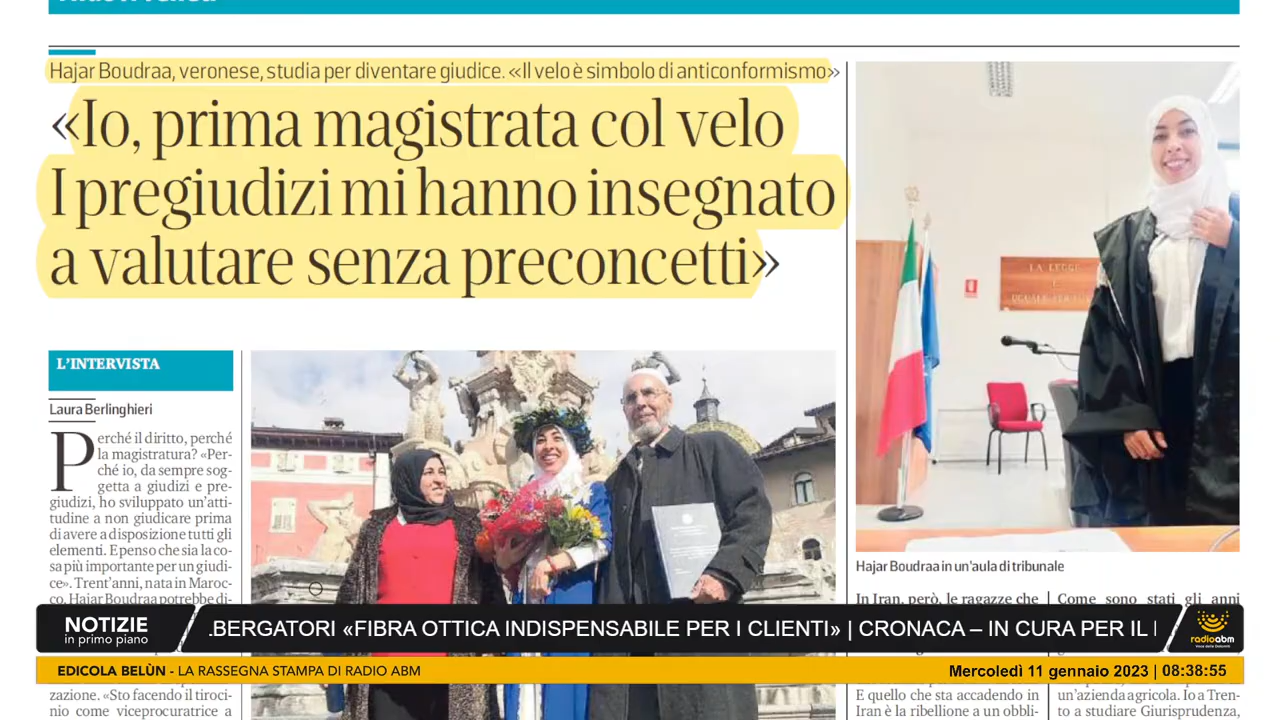 Hajar Boudraa, veronese, studia per diventare giudice. «Il velo è simbolo di anticonformismo»
«Io, prima magistrata col velo
I pregiudizi mi hanno insegnato
a valutare senza preconcetti»
L'INTERVISTA
Laura Berlinghieri
Perché il diritto, perché
la magistratura? «Per-
ché io, da sempre sog-
getta a giudizi e pre-
giudizi, ho sviluppato un'atti-
tudine a non giudicare prima
di avere a disposizione tutti gli
elementi. E penso che sia la co-
sa più importante per un giudi-
ce». Trent'anni, nata in Maroc-
co, Hajar Boudraa potrebbe di-
zazione. «Sto facendo il tiroci-
nio come viceprocuratrice a
LA LEGGE
È
UGUALE
Hajar Boudraa in un'aula di tribunale
In Iran, però, le ragazze che
E quello che sta accadendo in
Iran è la ribellione a un obbli-
Come sono stati gli anni
un'azienda agricola. Io a Tren-
to a studiare Giurisprudenza,
NOTIZIE
in primo piano
.BERGATORI «FIBRA OTTICA INDISPENSABILE PER I CLIENTI» | CRONACA – IN CURA PER IL
radioabm
Voce delle Dolomiti
EDICOLA BELÙN - LA RASSEGNA STAMPA DI RADIO ABM
Mercoledì 11 gennaio 2023 | 08:38:55